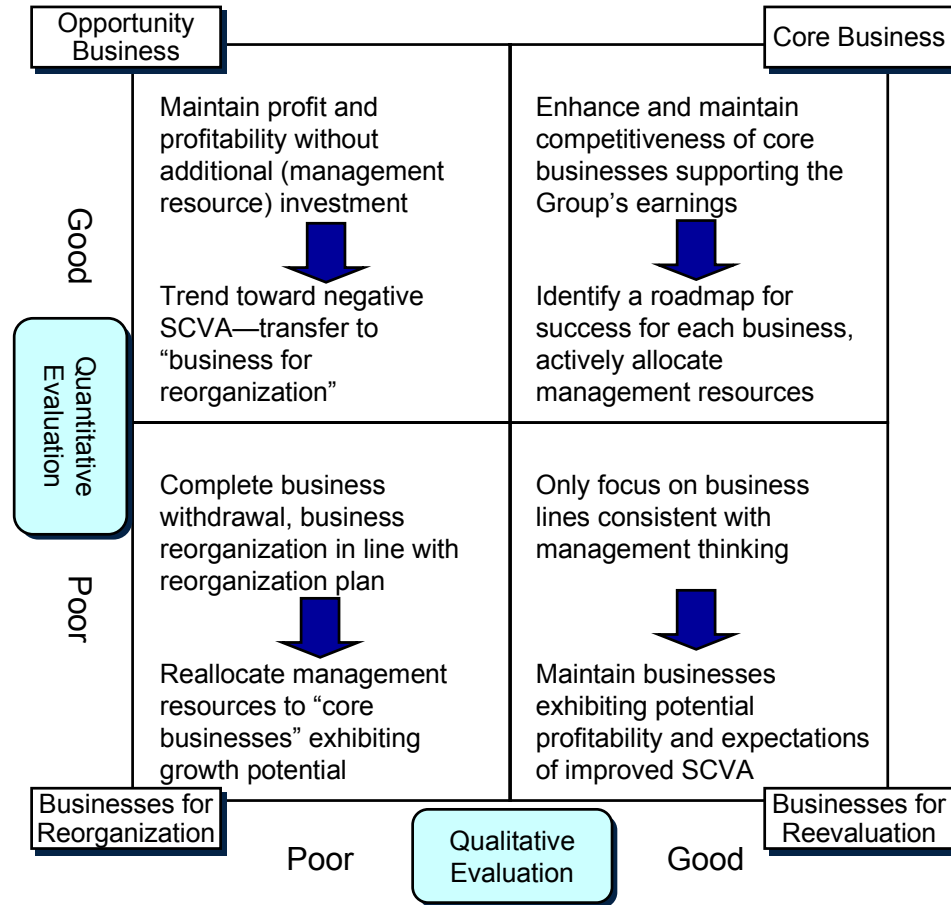 Opportunity
Business
Core Business
Maintain profit and
profitability without
additional (management
resource) investment
Trend toward negative
SCVA—transfer to
“business for
reorganization”
Enhance and maintain
competitiveness of core
businesses supporting the
Group’s earnings
Identify a roadmap for
success for each business,
actively allocate
management resources
Good
Quantitative
Evaluation
Poor
Complete business
withdrawal, business
reorganization in line with
reorganization plan
Reallocate management
resources to “core
businesses” exhibiting
growth potential
Only focus on business
lines consistent with
management thinking
Maintain businesses
exhibiting potential
profitability and expectations
of improved SCVA
Businesses for
Reorganization
Businesses for
Reevaluation
Poor
Qualitative
Evaluation
Good